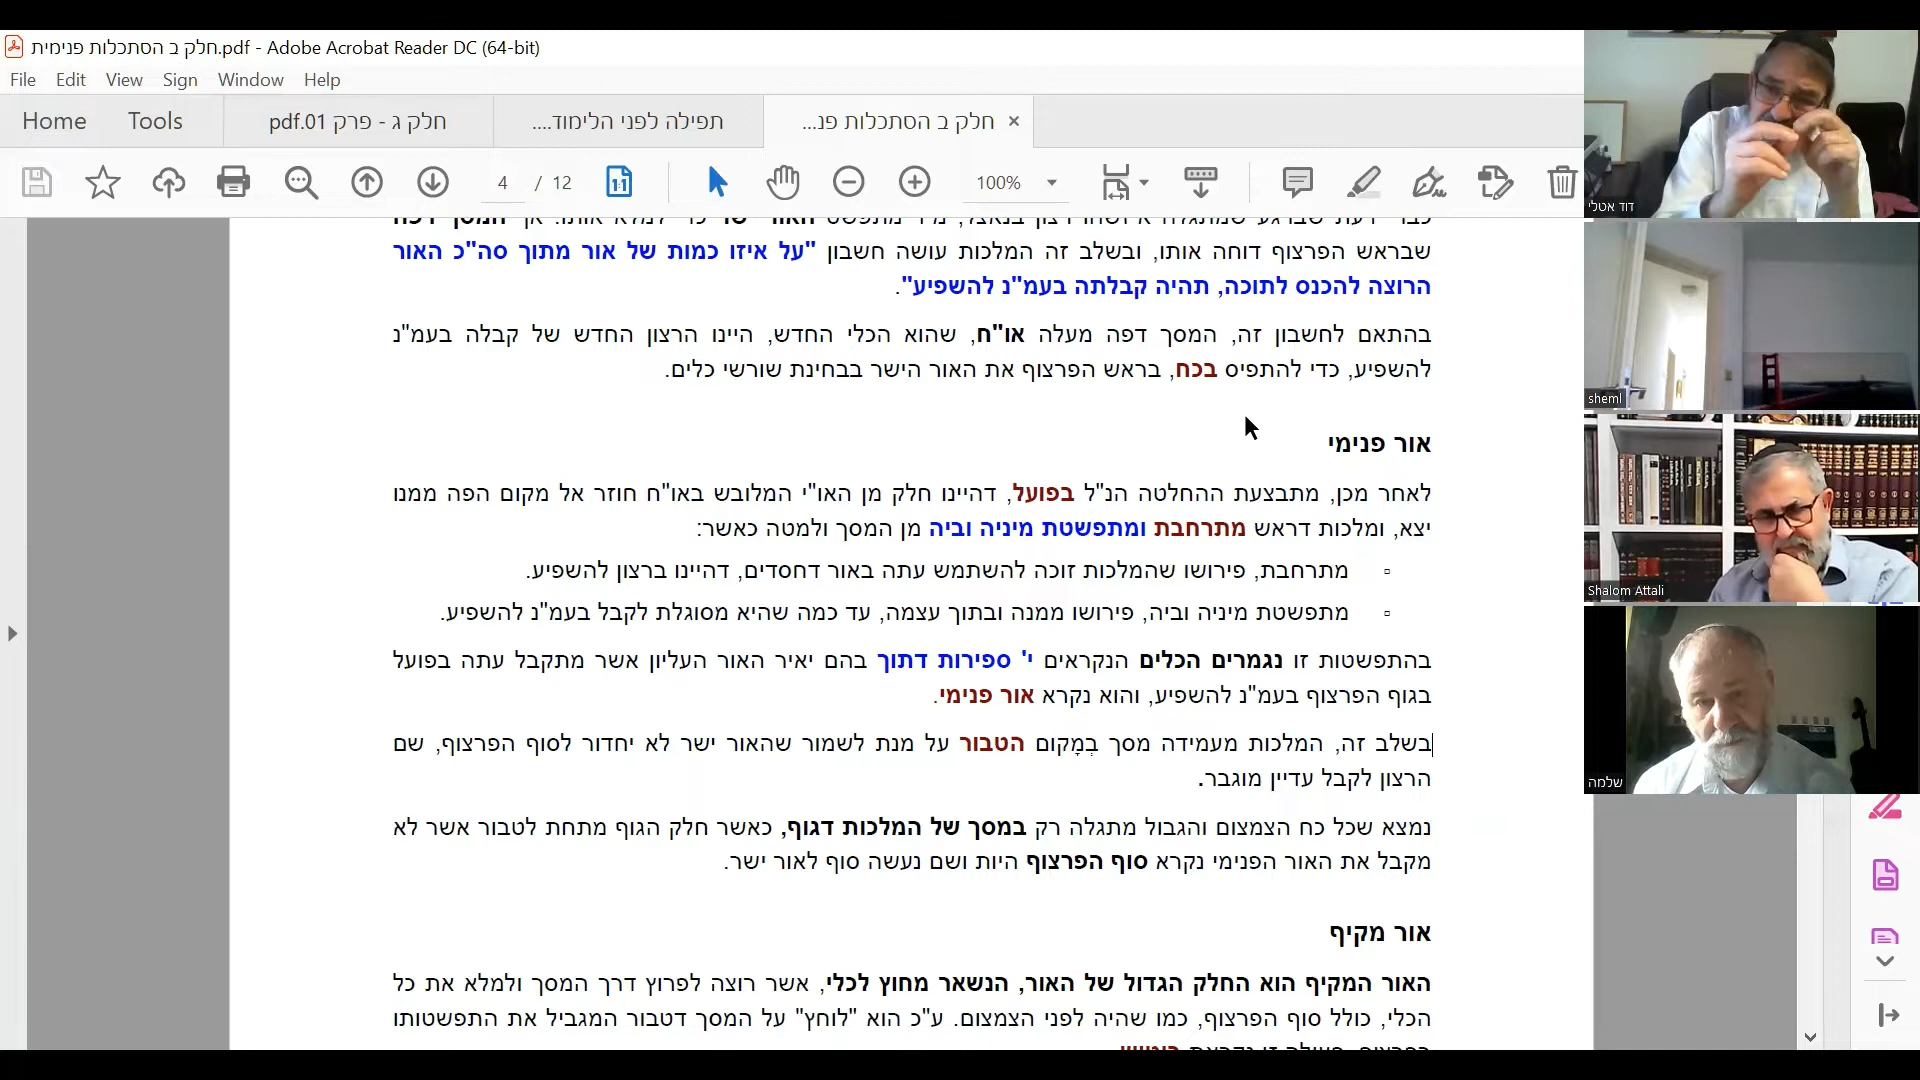 חלק ב הסתכלות פנימית.pdf - Adobe Acrobat Reader DC (64-bit)
File Edit View Sign Window Help
Home Tools חלק ג - פרק 01.pdf תפילה לפני הלימוד.... חלק ב הסתכלות פנ... ×
4 / 12 100%
שבראש הפרצוף דוחה אותו, ובשלב זה המלכות עושה חשבון "על איזו כמות של אור מתוך סה"כ האור
הרוצה להכנס לתוכה, תהיה קבלתה בעמ"נ להשפיע".
בהתאם לחשבון זה, המסך דפה מעלה או"ח, שהוא הכלי החדש, היינו הרצון החדש של קבלה בעמ"נ
להשפיע, כדי להתפיס בכח, בראש הפרצוף את האור הישר בבחינת שורשי כלים.
אור פנימי
לאחר מכן, מתבצעת ההחלטה הנ"ל בפועל, דהיינו חלק מן האו"י המלובש באו"ח חוזר אל מקום הפה ממנו
יצא, ומלכות דראש מתרחבת ומתפשטת מיניה וביה מן המסך ולמטה כאשר:
▫ מתרחבת, פירושו שהמלכות זוכה להשתמש עתה באור דחסדים, דהיינו ברצון להשפיע.
▫ מתפשטת מיניה וביה, פירושו ממנה ובתוך עצמה, עד כמה שהיא מסוגלת לקבל בעמ"נ להשפיע.
בהתפשטות זו נגמרים הכלים הנקראים י' ספירות דתוך בהם יאיר האור העליון אשר מתקבל עתה בפועל
בגוף הפרצוף בעמ"נ להשפיע, והוא נקרא אור פנימי.
בשלב זה, המלכות מעמידה מסך בְמָקום הטבור על מנת לשמור שהאור ישר לא יחדור לסוף הפרצוף, שם
הרצון לקבל עדיין מוגבר.
נמצא שכל כח הצמצום והגבול מתגלה רק במסך של המלכות דגוף, כאשר חלק הגוף מתחת לטבור אשר לא
מקבל את האור הפנימי נקרא סוף הפרצוף היות ושם נעשה סוף לאור ישר.
אור מקיף
האור המקיף הוא החלק הגדול של האור, הנשאר מחוץ לכלי, אשר רוצה לפרוץ דרך המסך ולמלא את כל
הכלי, כולל סוף הפרצוף, כמו שהיה לפני הצמצום. ע"כ הוא "לוחץ" על המסך דטבור המגביל את התפשטותו
דוד אטלי
sheml
Shalom Attali
שלמה